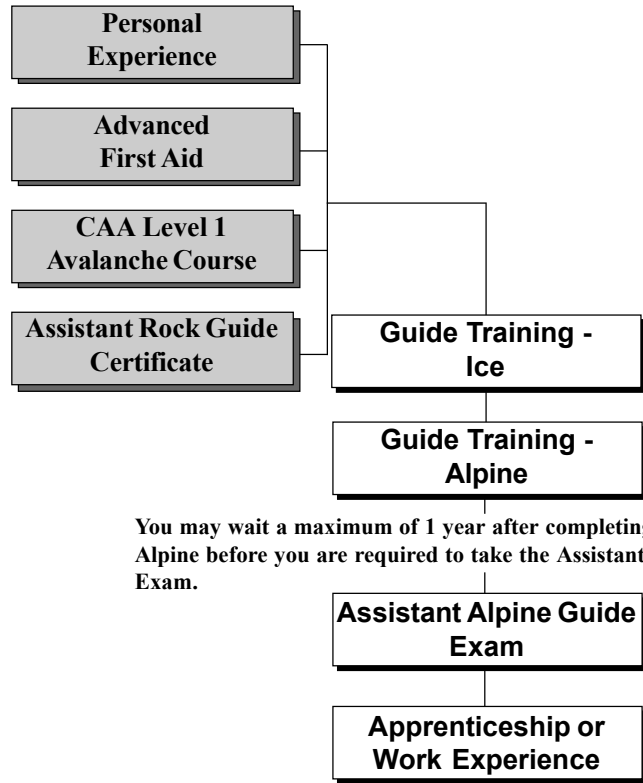 Personal
Experience
Advanced
First Aid
CAA Level 1
Avalanche Course
Assistant Rock Guide
Certificate
Guide Training -
Ice
Guide Training -
Alpine
You may wait a maximum of 1 year after completing
Alpine before you are required to take the Assistant
Exam.
Assistant Alpine Guide
Exam
Apprenticeship or
Work Experience